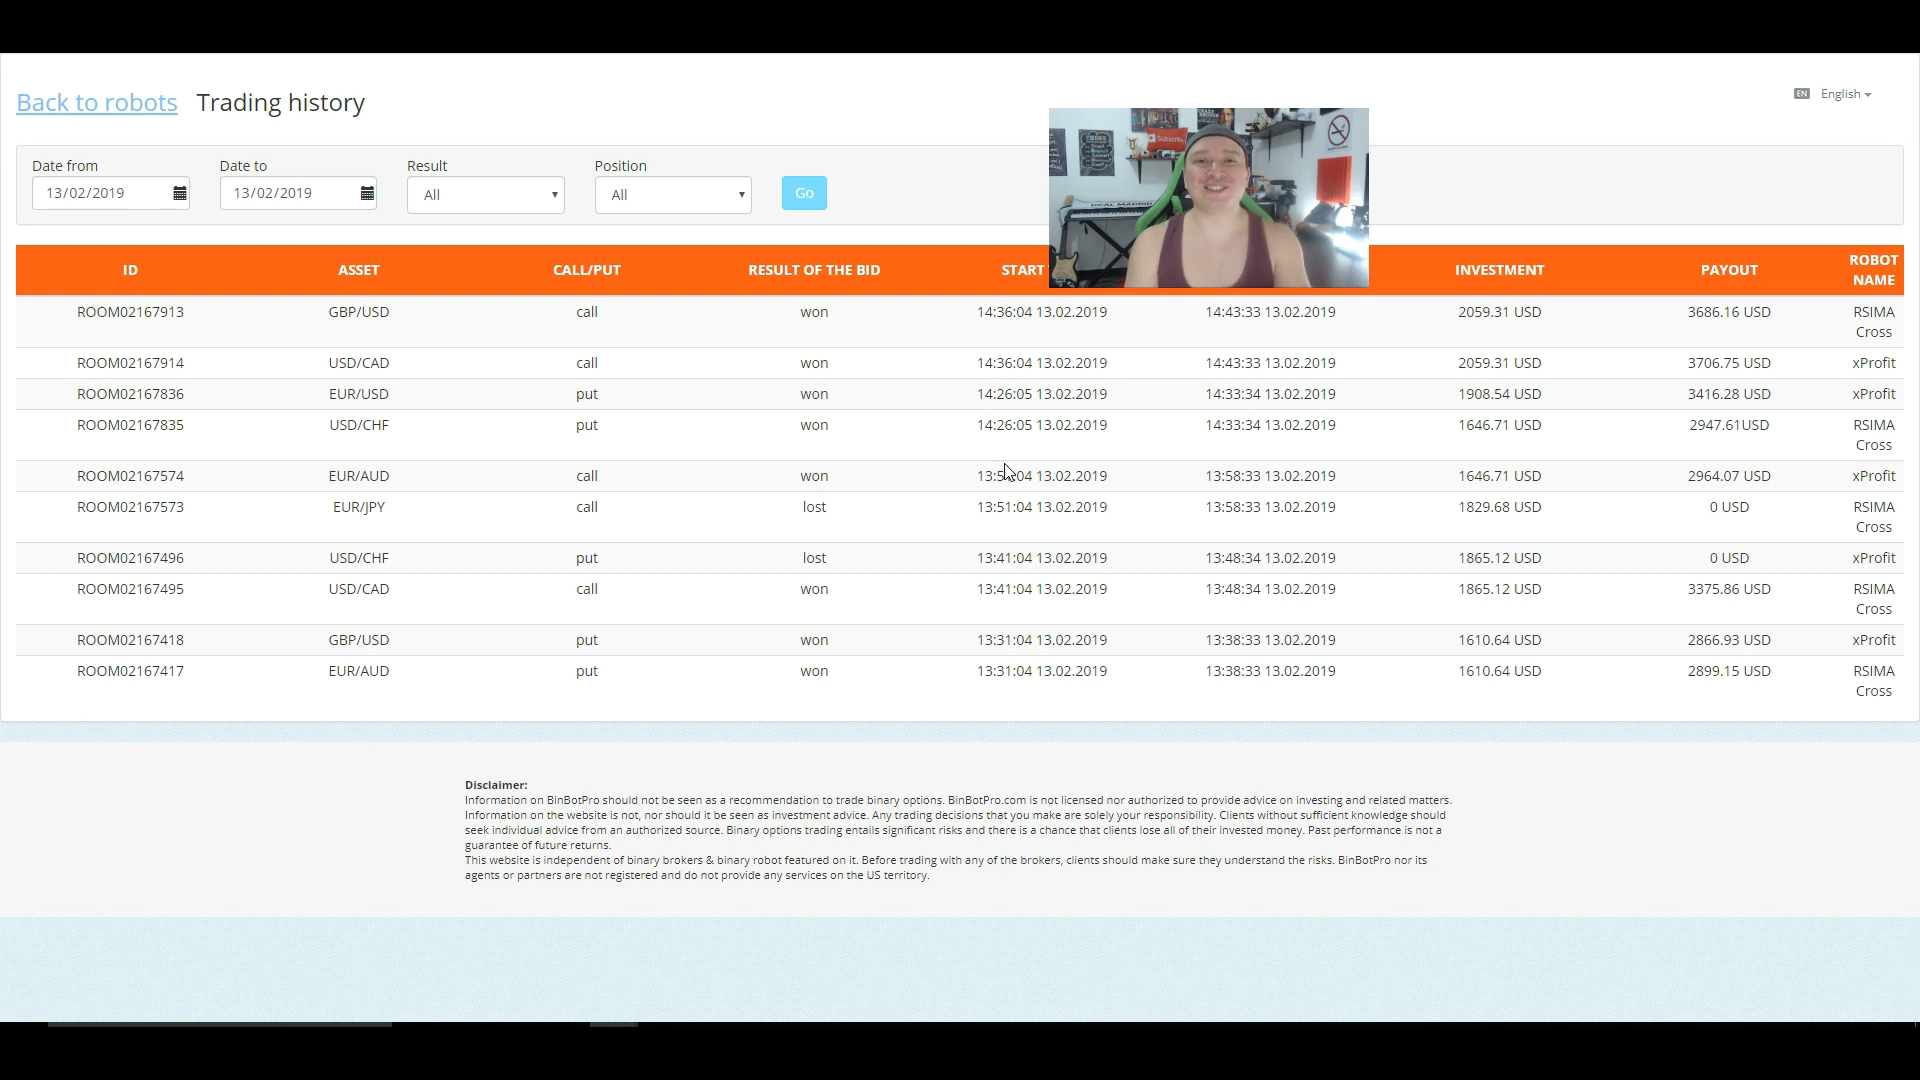 Back to robots Trading history
EN English
Date from Date to Result Position
13/02/2019 13/02/2019 All All Go
Subscribe
REAL MADRID
ID ASSET CALL/PUT RESULT OF THE BID START INVESTMENT PAYOUT ROBOT NAME
ROOM02167913 GBP/USD call won 14:36:04 13.02.2019 14:43:33 13.02.2019 2059.31 USD 3686.16 USD RSIMA
Cross
ROOM02167914 USD/CAD call won 14:36:04 13.02.2019 14:43:33 13.02.2019 2059.31 USD 3706.75 USD xProfit
ROOM02167836 EUR/USD put won 14:26:05 13.02.2019 14:33:34 13.02.2019 1908.54 USD 3416.28 USD xProfit
ROOM02167835 USD/CHF put won 14:26:05 13.02.2019 14:33:34 13.02.2019 1646.71 USD 2947.61USD RSIMA
Cross
ROOM02167574 EUR/AUD call won 13.02.2019 13:58:33 13.02.2019 1646.71 USD 2964.07 USD xProfit
ROOM02167573 EUR/JPY call lost 13:51:04 13.02.2019 13:58:33 13.02.2019 1829.68 USD 0 USD RSIMA
Cross
ROOM02167496 USD/CHF put lost 13:41:04 13.02.2019 13:48:34 13.02.2019 1865.12 USD 0 USD xProfit
ROOM02167495 USD/CAD call won 13:41:04 13.02.2019 13:48:34 13.02.2019 1865.12 USD 3375.86 USD RSIMA
Cross
ROOM02167418 GBP/USD put won 13:31:04 13.02.2019 13:38:33 13.02.2019 1610.64 USD 2866.93 USD xProfit
ROOM02167417 EUR/AUD put won 13:31:04 13.02.2019 13:38:33 13.02.2019 1610.64 USD 2899.15 USD RSIMA
Cross
Disclaimer:
Information on BinBotPro should not be seen as a recommendation to trade binary options. BinBotPro.com is not licensed nor authorized to provide advice on investing and related matters.
Information on the website is not, nor should it be seen as investment advice. Any trading decisions that you make are solely your responsibility. Clients without sufficient knowledge should
seek individual advice from an authorized source. Binary options trading entails significant risks and there is a chance that clients lose all of their invested money. Past performance is not a
guarantee of future returns.
This website is independent of binary brokers & binary robot featured on it. Before trading with any of the brokers, clients should make sure they understand the risks. BinBotPro nor its
agents or partners are not registered and do not provide any services on the US territory.